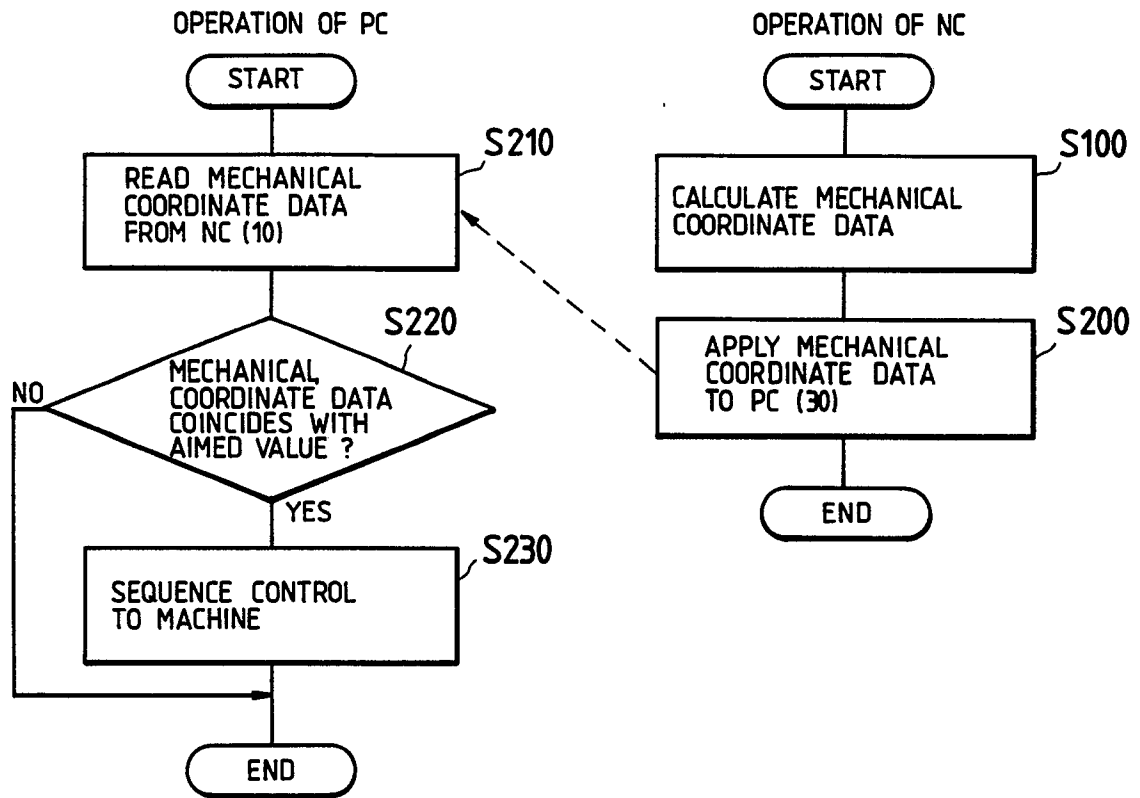 OPERATION OF PC
START
S210
READ MECHANICAL
COORDINATE DATA
FROM NC (10)
S220
MECHANICAL
COORDINATE DATA
COINCIDES WITH
AIMED VALUE ?
NO
YES
S230
SEQUENCE CONTROL
TO MACHINE
END
OPERATION OF NC
START
S100
CALCULATE MECHANICAL
COORDINATE DATA
S200
APPLY MECHANICAL
COORDINATE DATA
TO PC (30)
END